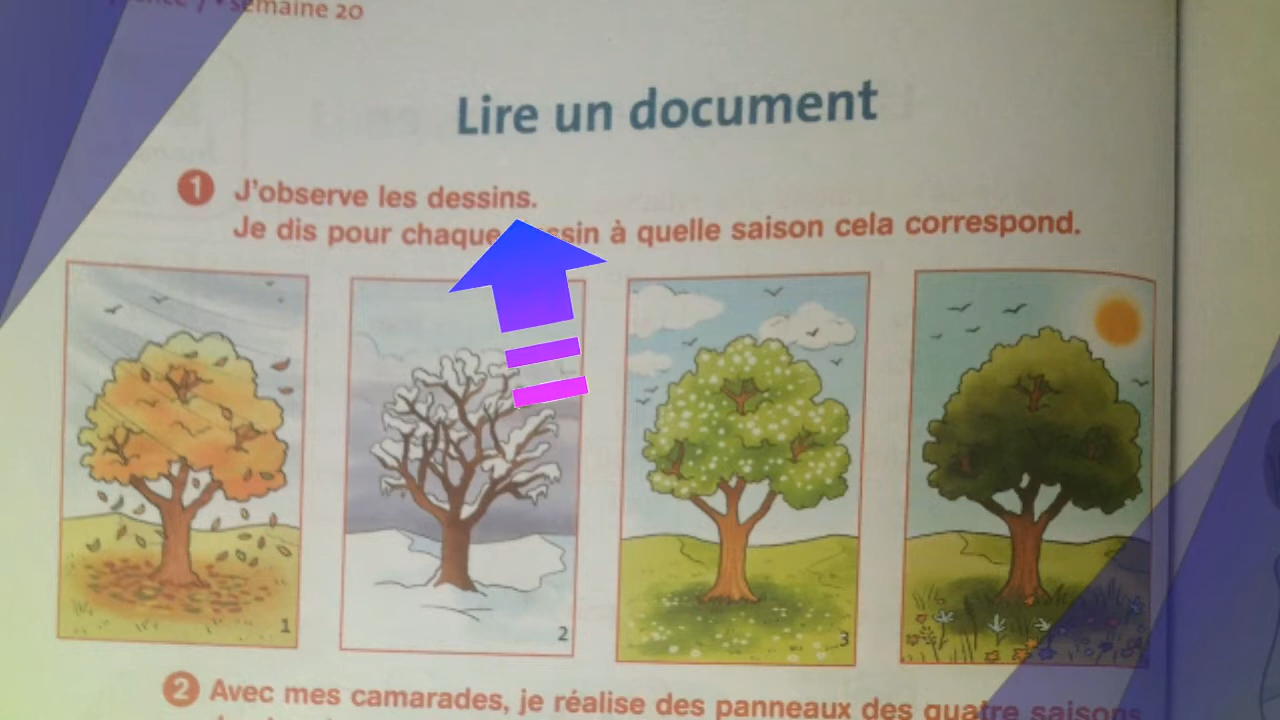 7 • semaine 20
Lire un document
1 J'observe les dessins.
Je dis pour chaque à quelle saison cela correspond.
1
2
3
2 Avec mes camarades, je réalise des panneaux des quatre saisons